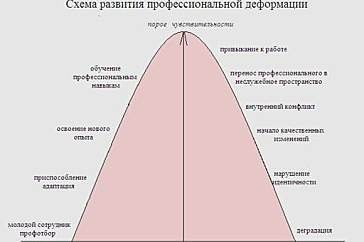 Схема развития профессиональной деформации
порог чувствительности
обучение
профессиональным
навыкам
освоение нового
опыта
приспособление
адаптация
молодой сотрудник
профотбор
привыкание к работе
перенос профессионального в
неслужебное пространство
внутренний конфликт
начало качественных
изменений
нарушение
идентичности
деградация